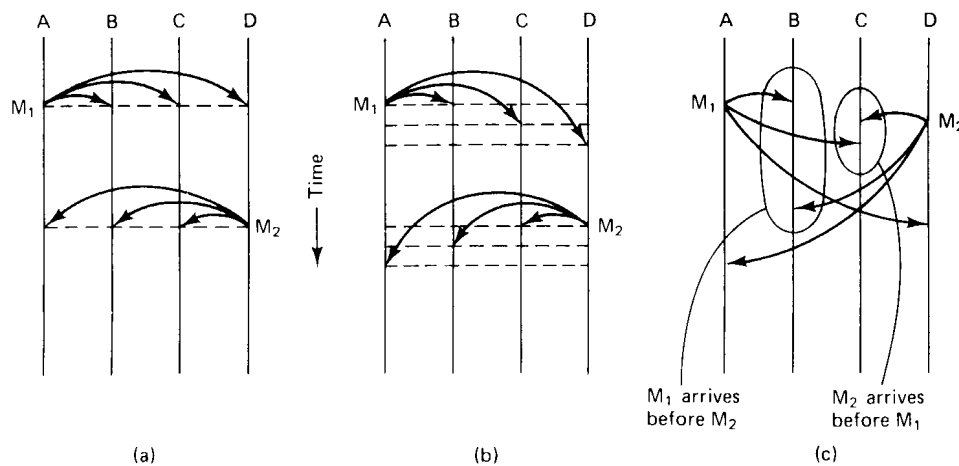 A B C D
A B C D
A B C D
M₁
M₂
M₁
M₂
Time
M₁
M₂
M₁ arrives
before M₂
M₂ arrives
before M₁
(a)
(b)
(c)